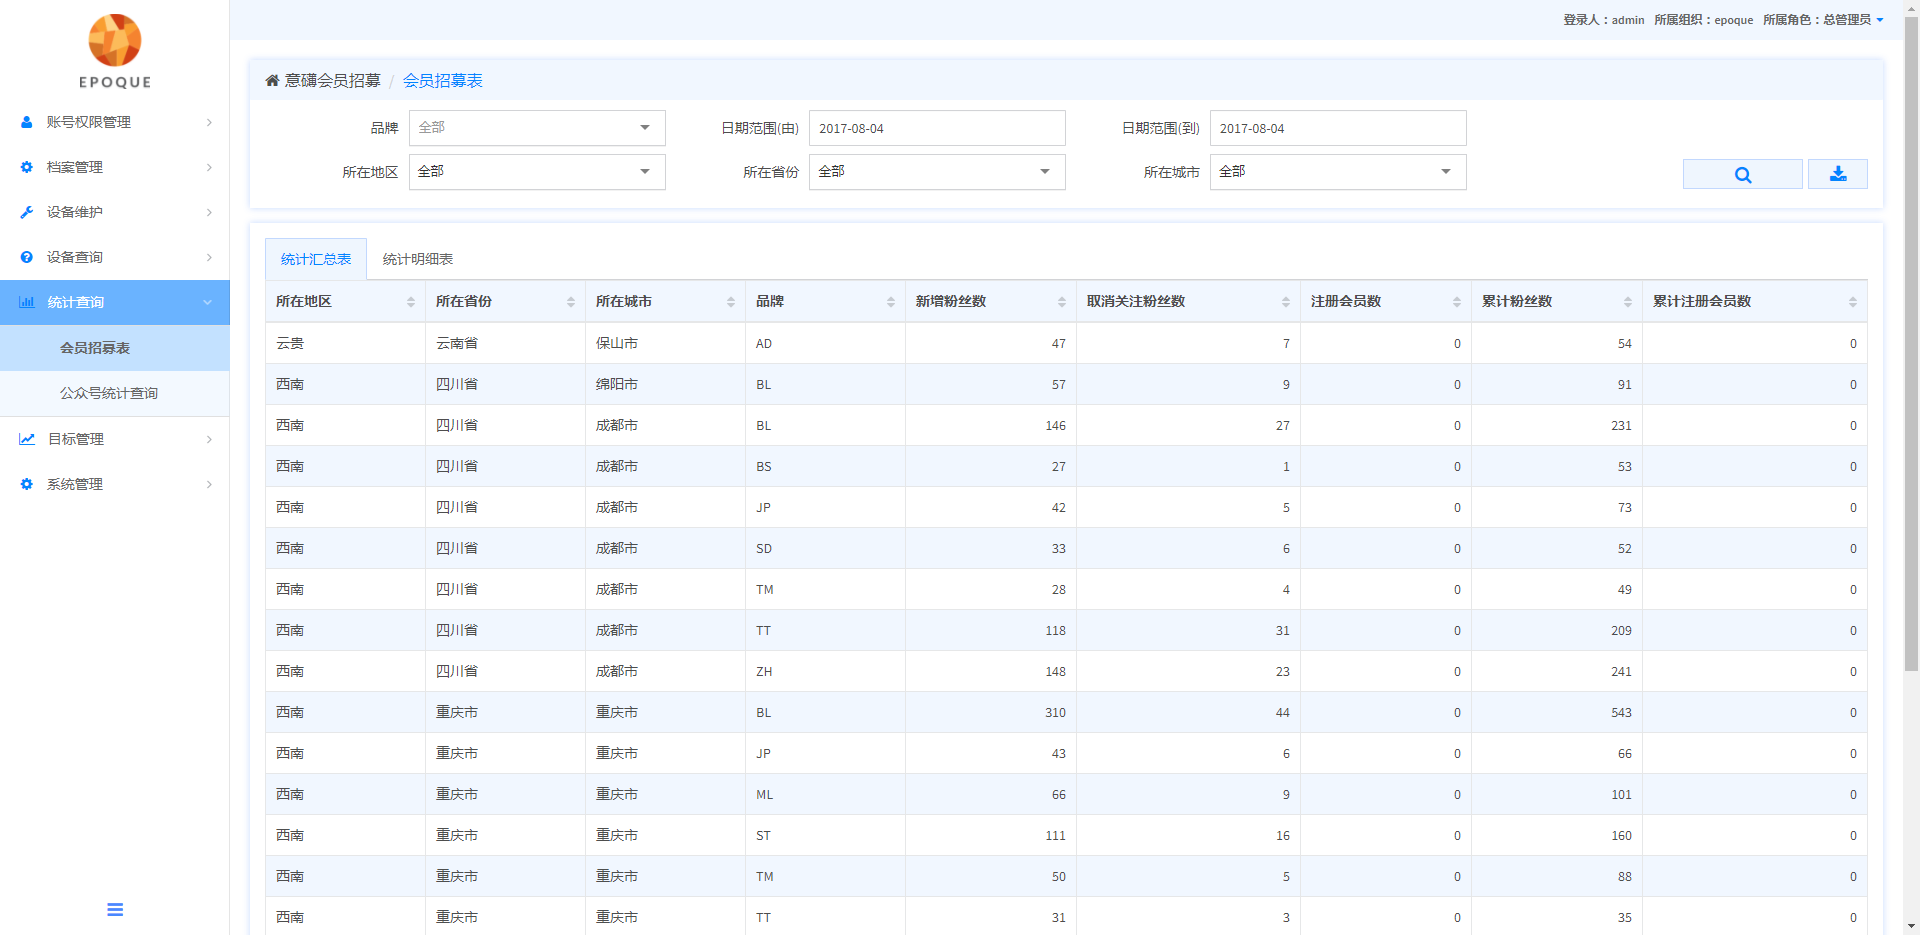 登录人：admin 所属组织：epoque 所属角色：总管理员
EPOQUE
账号权限管理
档案管理
设备维护
设备查询
统计查询
会员招募表
公众号统计查询
目标管理
系统管理
意礴会员招募 / 会员招募表
品牌 全部 日期范围(由) 2017-08-04 日期范围(到) 2017-08-04
所在地区 全部 所在省份 全部 所在城市 全部
统计汇总表 统计明细表
所在地区 所在省份 所在城市 品牌 新增粉丝数 取消关注粉丝数 注册会员数 累计粉丝数 累计注册会员数
云贵 云南省 保山市 AD 47 7 0 54 0
西南 四川省 绵阳市 BL 57 9 0 91 0
西南 四川省 成都市 BL 146 27 0 231 0
西南 四川省 成都市 BS 27 1 0 53 0
西南 四川省 成都市 JP 42 5 0 73 0
西南 四川省 成都市 SD 33 6 0 52 0
西南 四川省 成都市 TM 28 4 0 49 0
西南 四川省 成都市 TT 118 31 0 209 0
西南 四川省 成都市 ZH 148 23 0 241 0
西南 重庆市 重庆市 BL 310 44 0 543 0
西南 重庆市 重庆市 JP 43 6 0 66 0
西南 重庆市 重庆市 ML 66 9 0 101 0
西南 重庆市 重庆市 ST 111 16 0 160 0
西南 重庆市 重庆市 TM 50 5 0 88 0
西南 重庆市 重庆市 TT 31 3 0 35 0